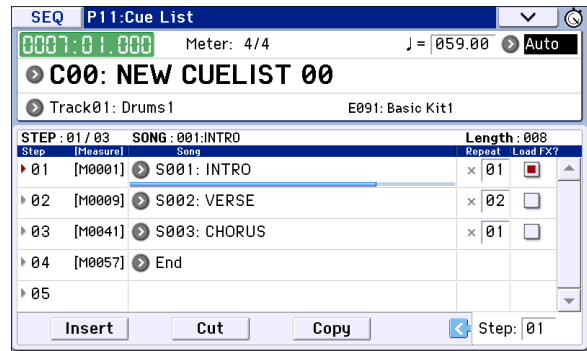 SEQ P11:Cue List
0007:01.000 Meter: 4/4 ♩= 059.00 Auto
C00: NEW CUELIST 00
Track01: Drums1 E091: Basic Kit1
STEP : 01 / 03 SONG : 001:INTRO Length : 008
Step [Measure] Song Repeat Load FX?
01 [M0001] S001: INTRO × 01
02 [M0009] S002: VERSE × 02
03 [M0041] S003: CHORUS × 01
04 [M0057] End
05
Insert Cut Copy Step: 01